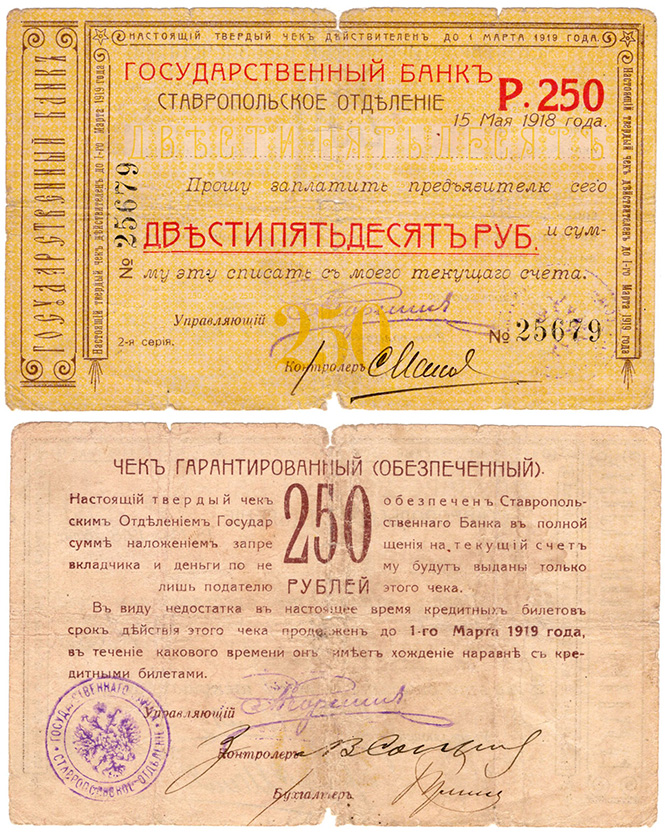 НАСТОЯЩІЙ ТВЕРДЫЙ ЧЕКЪ ДѢЙСТВИТЕЛЕНЪ ДО 1 МАРТА 1919 ГОДА.
ГОСУДАРСТВЕННЫЙ БАНКЪ
Настоящій твердый чекъ дѣйствителенъ до 1-го Марта 1919 года
ГОСУДАРСТВЕННЫЙ БАНКЪ
Р. 250
СТАВРОПОЛЬСКОЕ ОТДѢЛЕНІЕ
15 Мая 1918 года.
ДВѢСТИ ПЯТЬДЕСЯТЪ
Прошу заплатить предъявителю сего
ДВѢСТИПЯТЬДЕСЯТЪ РУБ. и сум-
му эту списать съ моего текущаго счета.
№ 25679
Управляющій
250
2-я серія.
№ 25679
Контролеръ
Настоящій твердый чекъ дѣйствителенъ до 1-го Марта 1919 года
ЧЕКЪ ГАРАНТИРОВАННЫЙ (ОБЕЗПЕЧЕННЫЙ).
Настоящій твердый чекъ обезпеченъ Ставрополь-
скимъ Отдѣленіемъ Государ ственнаго Банка въ полной
суммѣ наложеніемъ запре щенія на текущій счетъ
вкладчика и деньги по не му будутъ выданы только
лишь подателю этого чека.
250
РУБЛЕЙ
Въ виду недостатка въ настоящее время кредитныхъ билетовъ
срокъ дѣйствія этого чека продолженъ до 1-го Марта 1919 года,
въ теченіе какового времени онъ имѣетъ хожденіе наравнѣ съ кре-
дитными билетами.
Управляющій
Контролеръ
Бухгалтеръ
ГОСУДАРСТВЕННАГО БАНКА
СТАВРОПОЛЬСКОЕ ОТДѢЛЕНІЕ